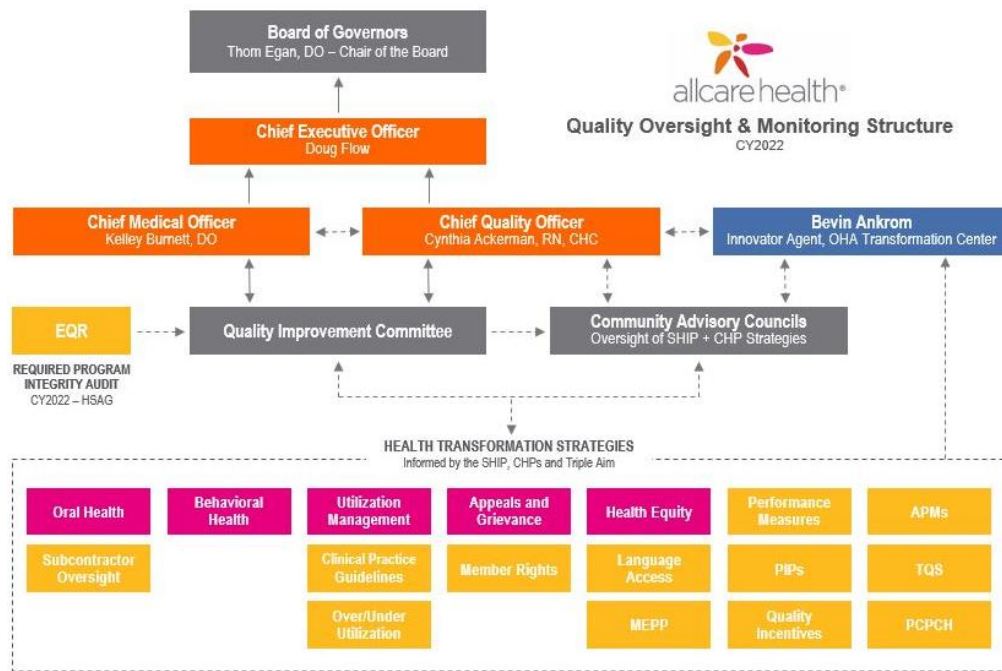 Board of Governors
Thom Egan, DO – Chair of the Board
allcare health®
Quality Oversight & Monitoring Structure
CY2022
Chief Executive Officer
Doug Flow
Chief Medical Officer
Kelley Burnett, DO
Chief Quality Officer
Cynthia Ackerman, RN, CHC
Bevin Ankrom
Innovator Agent, OHA Transformation Center
EQR
REQUIRED PROGRAM
INTEGRITY AUDIT
CY2022 – HSAG
Quality Improvement Committee
Community Advisory Councils
Oversight of SHIP + CHP Strategies
HEALTH TRANSFORMATION STRATEGIES
Informed by the SHIP, CHPs and Triple Aim
Oral Health
Behavioral
Health
Utilization
Management
Appeals and
Grievance
Health Equity
Performance
Measures
APMs
Subcontractor
Oversight
Clinical Practice
Guidelines
Member Rights
Language
Access
PIPs
TQS
Over/Under
Utilization
MEPP
Quality
Incentives
PCPCH